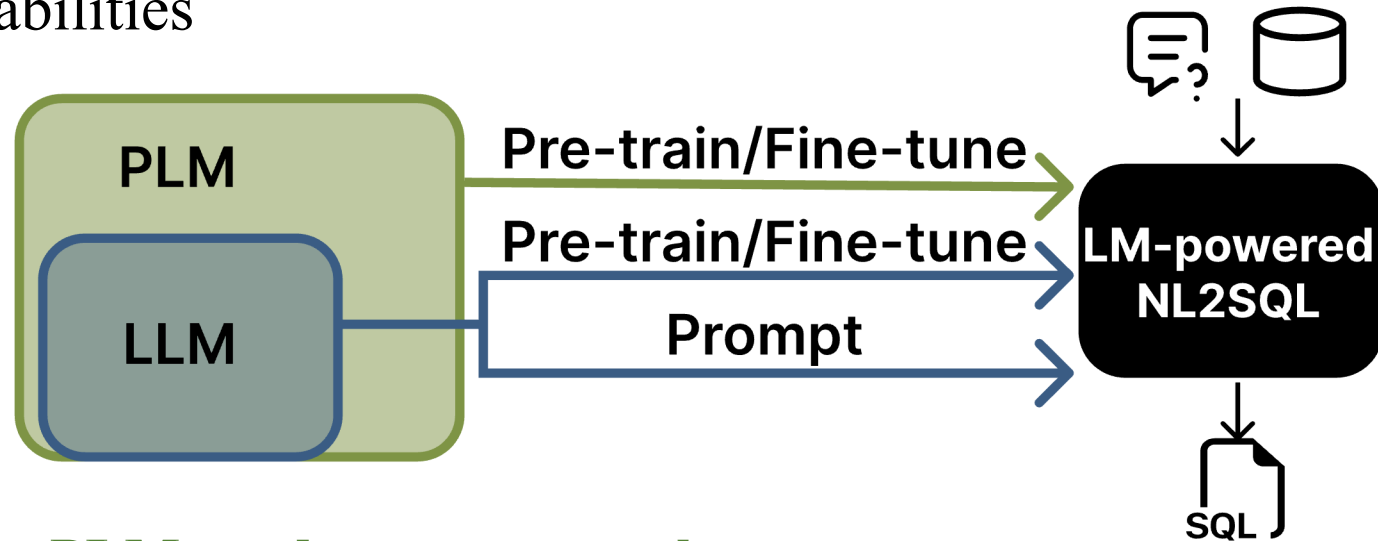 abilities
PLM
Pre-train/Fine-tune
Pre-train/Fine-tune
LM-powered
NL2SQL
LLM
Prompt
SQL